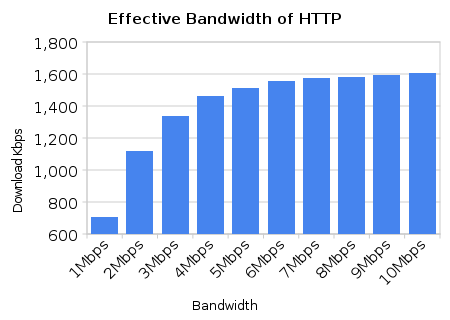 Effective Bandwidth of HTTP
1,800
1,600
1,400
1,200
1,000
800
600
Download Kbps
1Mbps
2Mbps
3Mbps
4Mbps
5Mbps
6Mbps
7Mbps
8Mbps
9Mbps
10Mbps
Bandwidth